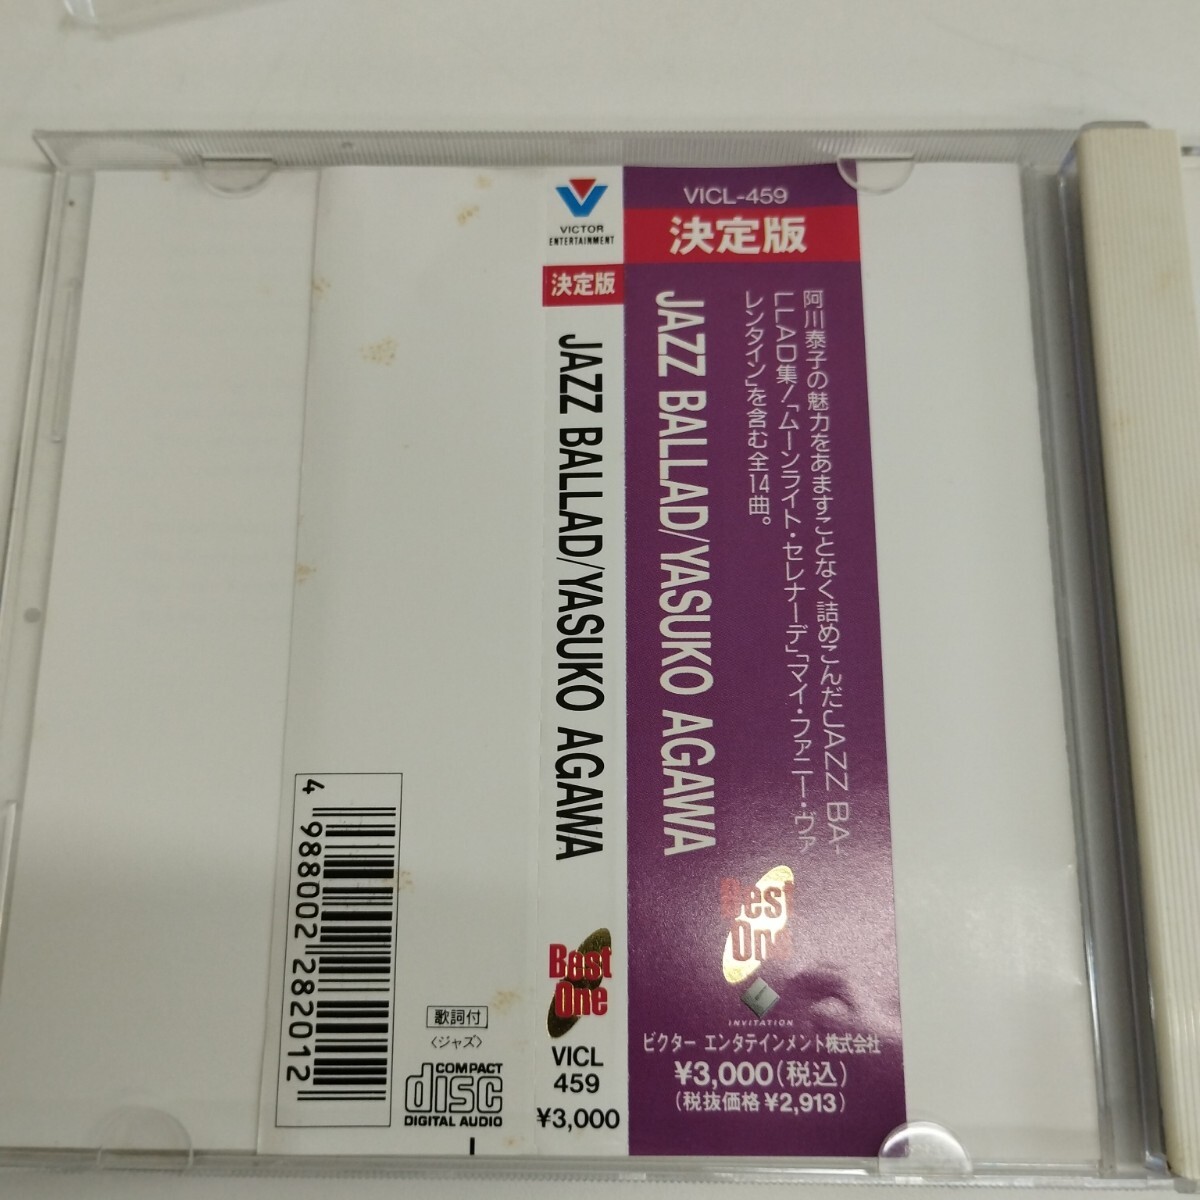 VICL-459
決定版
JAZZ BALLAD/YASUKO AGAWA
阿川泰子の魅力をあますことなく詰めこんだJAZZ BA-
LLAD集！「ムーンライト・セレナーデ」「マイ・ファニー・ヴァ
レンタイン」を含む全14曲。
Best
One
INVITATION
ビクター エンタテインメント株式会社
¥3,000(税込)
(税抜価格¥2,913)
VICTOR
ENTERTAINMENT
決定版
JAZZ BALLAD/YASUKO AGAWA
Best
One
VICL
459
¥3,000
歌詞付
〈ジャズ〉
COMPACT
disc
DIGITAL AUDIO
4 988002 282012